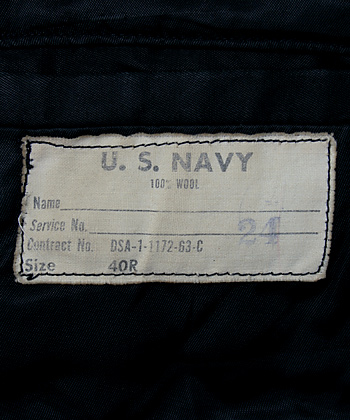 U. S. NAVY
100% WOOL
Name
Service No.
24
Contract No. DSA-1-1172-63-C
Size 40R